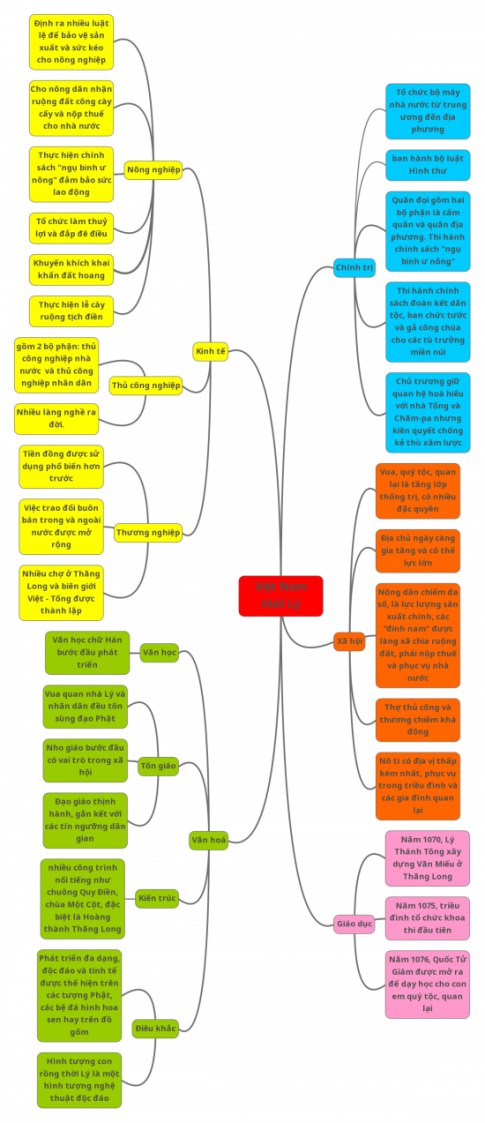 Việt Nam
thời Lý
Chính trị
Tổ chức bộ máy
nhà nước từ trung
ương đến địa
phương
ban hành bộ luật
Hình thư
Quân đọi gồm hai
bộ phận là cấm
quân và quân địa
phương. Thi hành
chính sách "ngụ
binh ư nông"
Thi hành chính
sách đoàn kết dân
tộc, ban chức tước
và gả công chúa
cho các tù trưởng
miền núi
Chủ trương giữ
quan hệ hoà hiếu
với nhà Tống và
Chăm-pa nhưng
kiên quyết chống
kẻ thù xâm lược
Xã hội
Vua, quý tộc, quan
lại là tầng lớp
thống trị, có nhiều
đặc quyền
Địa chủ ngày càng
gia tăng và có thế
lực lớn
Nông dân chiếm đa
số, là lực lượng sản
xuất chính, các
"đinh nam" được
làng xã chia ruộng
đất, phải nộp thuế
và phục vụ nhà
nước
Thợ thủ công và
thương chiếm khá
đông
Nô tì có địa vị thấp
kém nhất, phục vụ
trong triều đình và
các gia đình quan
lại
Giáo dục
Năm 1070, Lý
Thánh Tông xây
dựng Văn Miếu ở
Thăng Long
Năm 1075, triều
đình tổ chức khoa
thi đầu tiên
Năm 1076, Quốc Tử
Giám được mở ra
để dạy học cho con
em quý tộc, quan
lại
Kinh tế
Nông nghiệp
Định ra nhiều luật
lệ để bảo vệ sản
xuất và sức kéo
cho nông nghiệp
Cho nông dân nhận
ruộng đất công cày
cấy và nộp thuế
cho nhà nước
Thực hiện chính
sách "ngụ binh ư
nông" đảm bảo sức
lao động
Tổ chức làm thuỷ
lợi và đắp đê điều
Khuyến khích khai
khẩn đất hoang
Thực hiện lễ cày
ruộng tịch điền
Thủ công nghiệp
gồm 2 bộ phận: thủ
công nghiệp nhà
nước và thủ công
nghiệp nhân dân
Nhiều làng nghề ra
đời.
Thương nghiệp
Tiền đồng được sử
dụng phổ biến hơn
trước
Việc trao đổi buôn
bán trong và ngoài
nước được mở
rộng
Nhiều chợ ở Thăng
Long và biên giới
Việt - Tống được
thành lập
Văn hoá
Văn học
Văn học chữ Hán
bước đầu phát
triển
Tôn giáo
Vua quan nhà Lý và
nhân dân đều tôn
sùng đạo Phật
Nho giáo bước đầu
có vai trò trong xã
hội
Đạo giáo thịnh
hành, gắn kết với
các tín ngưỡng dân
gian
Kiến trúc
nhiều công trình
nổi tiếng như
chuông Quy Điền,
chùa Một Cột, đặc
biệt là Hoàng
thành Thăng Long
Điêu khắc
Phát triển đa dạng,
độc đáo và tinh tế
được thể hiện trên
các tượng Phật,
các bệ đá hình hoa
sen hay trên đồ
gốm
Hình tượng con
rồng thời Lý là một
hình tượng nghệ
thuật độc đáo